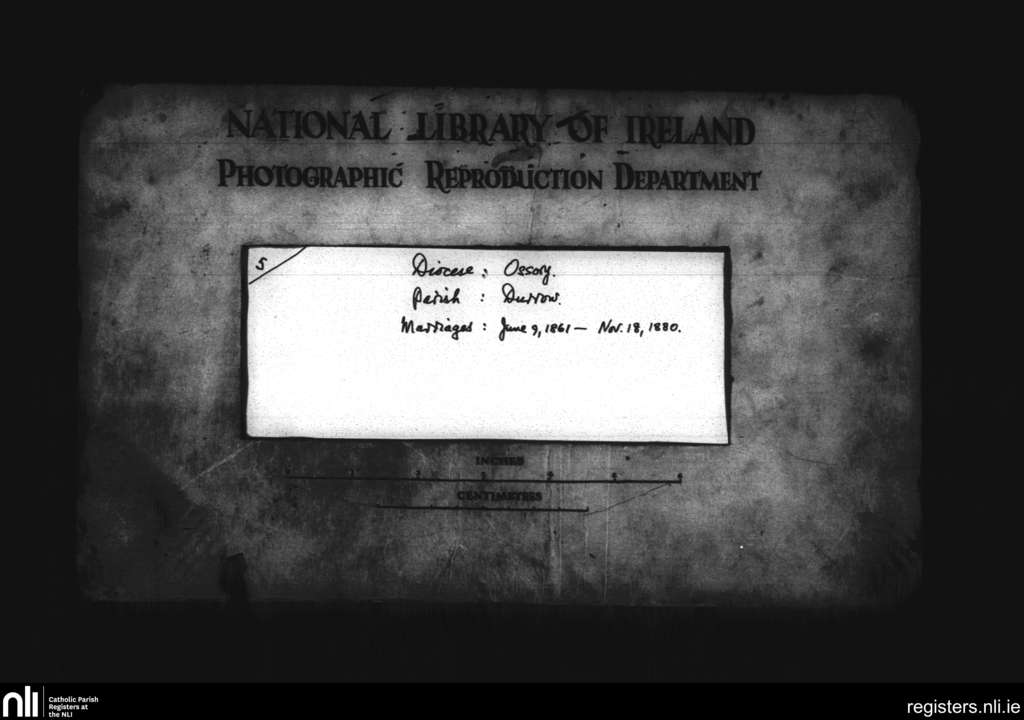 NATIONAL LIBRARY OF IRELAND
PHOTOGRAPHIC REPRODUCTION DEPARTMENT
5
Diocese : Ossory.
Parish : Durrow.
Marriages : June 9, 1861 — Nov. 18, 1880.
INCHES
CENTIMETRES
nli
Catholic Parish
Registers at
the NLI
registers.nli.ie